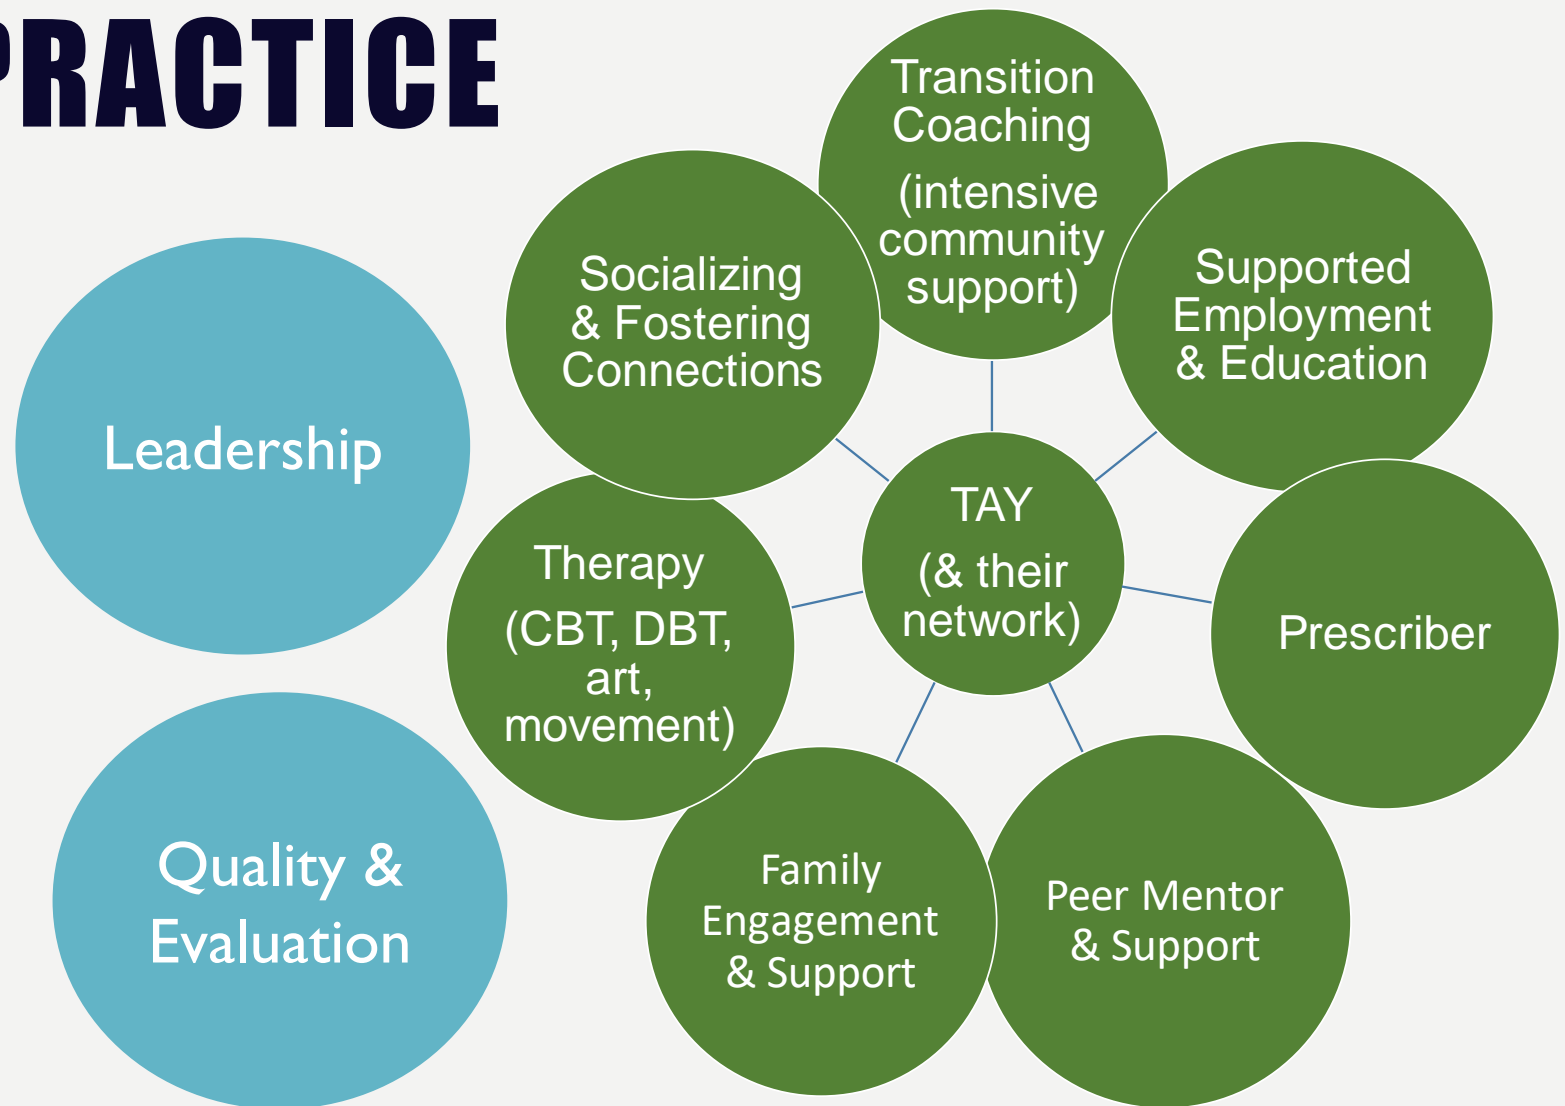 PRACTICE
Transition
Coaching
(intensive
community
support)
Socializing
& Fostering
Connections
Supported
Employment
& Education
Leadership
TAY
(& their
network)
Therapy
(CBT, DBT,
art,
movement)
Prescriber
Quality &
Evaluation
Family
Engagement
& Support
Peer Mentor
& Support